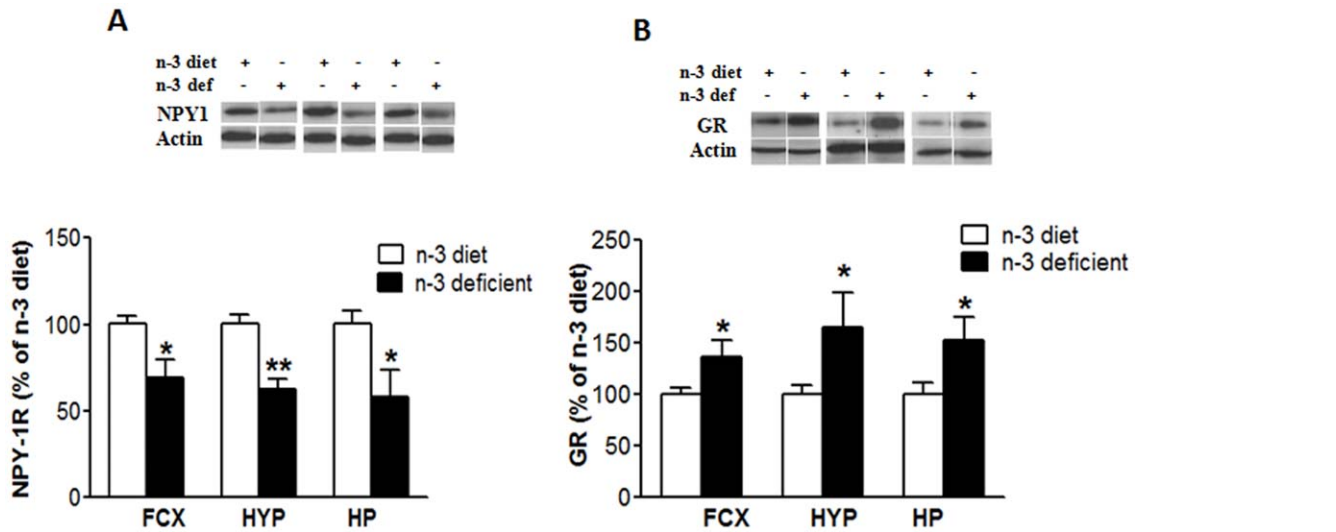 A
n-3 diet + - + - + -
n-3 def - + - + - +
NPY1
Actin
NPY-1R (% of n-3 diet)
150
100
50
0
n-3 diet
n-3 deficient
*
**
*
FCX HYP HP
B
n-3 diet + - + - + -
n-3 def - + - + - +
GR
Actin
GR (% of n-3 diet)
250
200
150
100
50
0
n-3 diet
n-3 deficient
*
*
*
FCX HYP HP